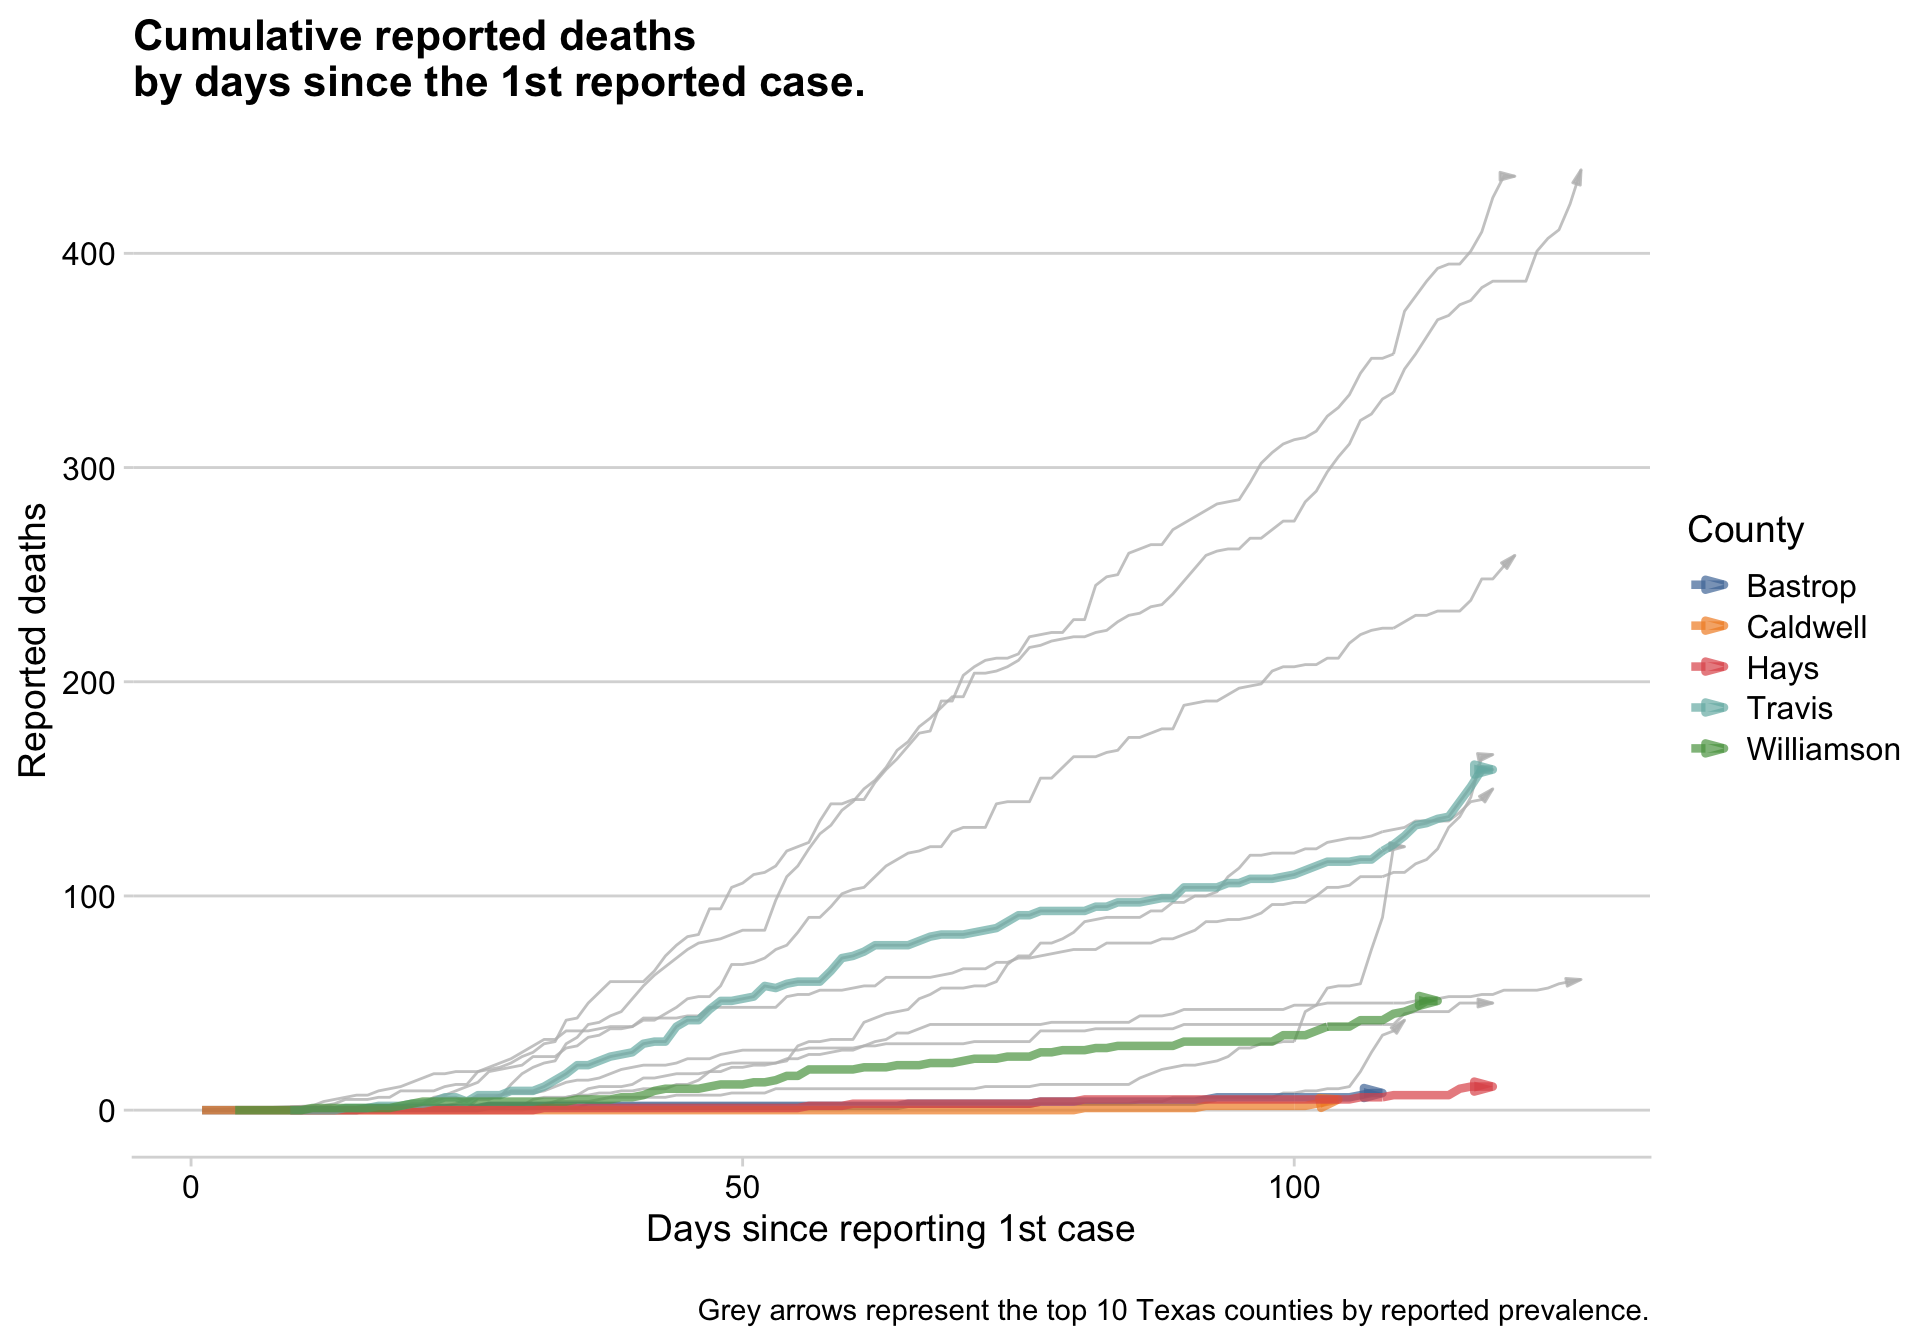 Cumulative reported deaths
by days since the 1st reported case.
400
300
200
100
0
Reported deaths
0
50
100
Days since reporting 1st case
County
Bastrop
Caldwell
Hays
Travis
Williamson
Grey arrows represent the top 10 Texas counties by reported prevalence.